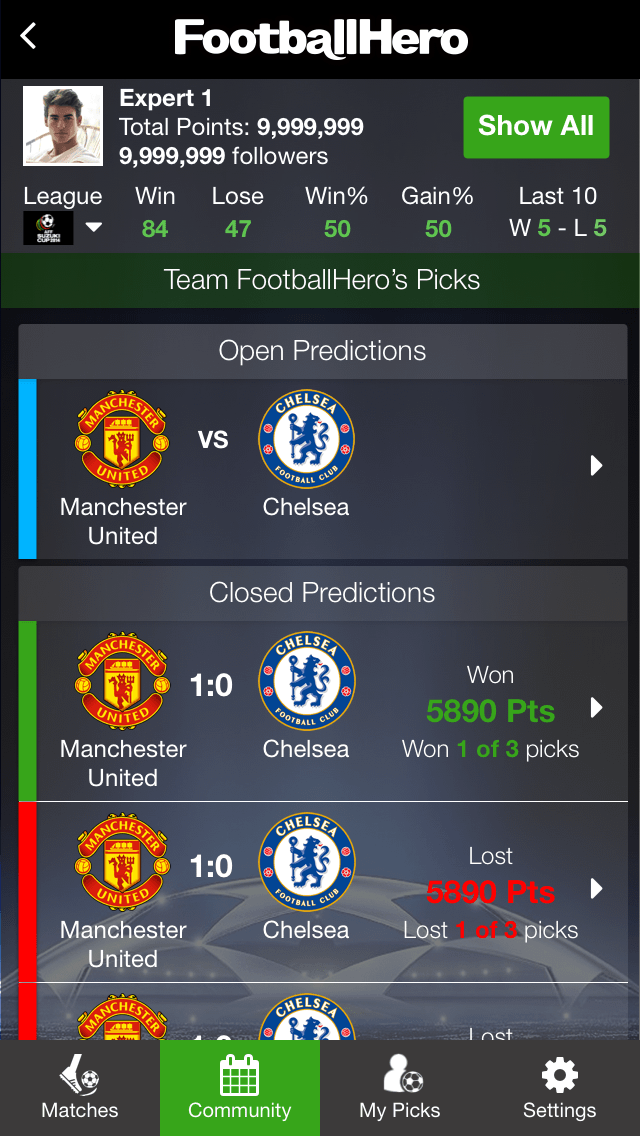 FootballHero
Expert 1
Total Points: 9,999,999
9,999,999 followers
Show All
League Win Lose Win% Gain% Last 10
AFF
SUZUKI
CUP 2014
84 47 50 50 W 5 - L 5
Team FootballHero's Picks
Open Predictions
MANCHESTER
UNITED
vs
CHELSEA
FOOTBALL CLUB
Manchester
United
Chelsea
Closed Predictions
MANCHESTER
UNITED
1:0
CHELSEA
FOOTBALL CLUB
Manchester
United
Chelsea
Won
5890 Pts
Won 1 of 3 picks
MANCHESTER
UNITED
1:0
CHELSEA
FOOTBALL CLUB
Manchester
United
Chelsea
Lost
5890 Pts
Lost 1 of 3 picks
MANCHESTER
1:0
CHELSEA
Lost
Matches
Community
My Picks
Settings